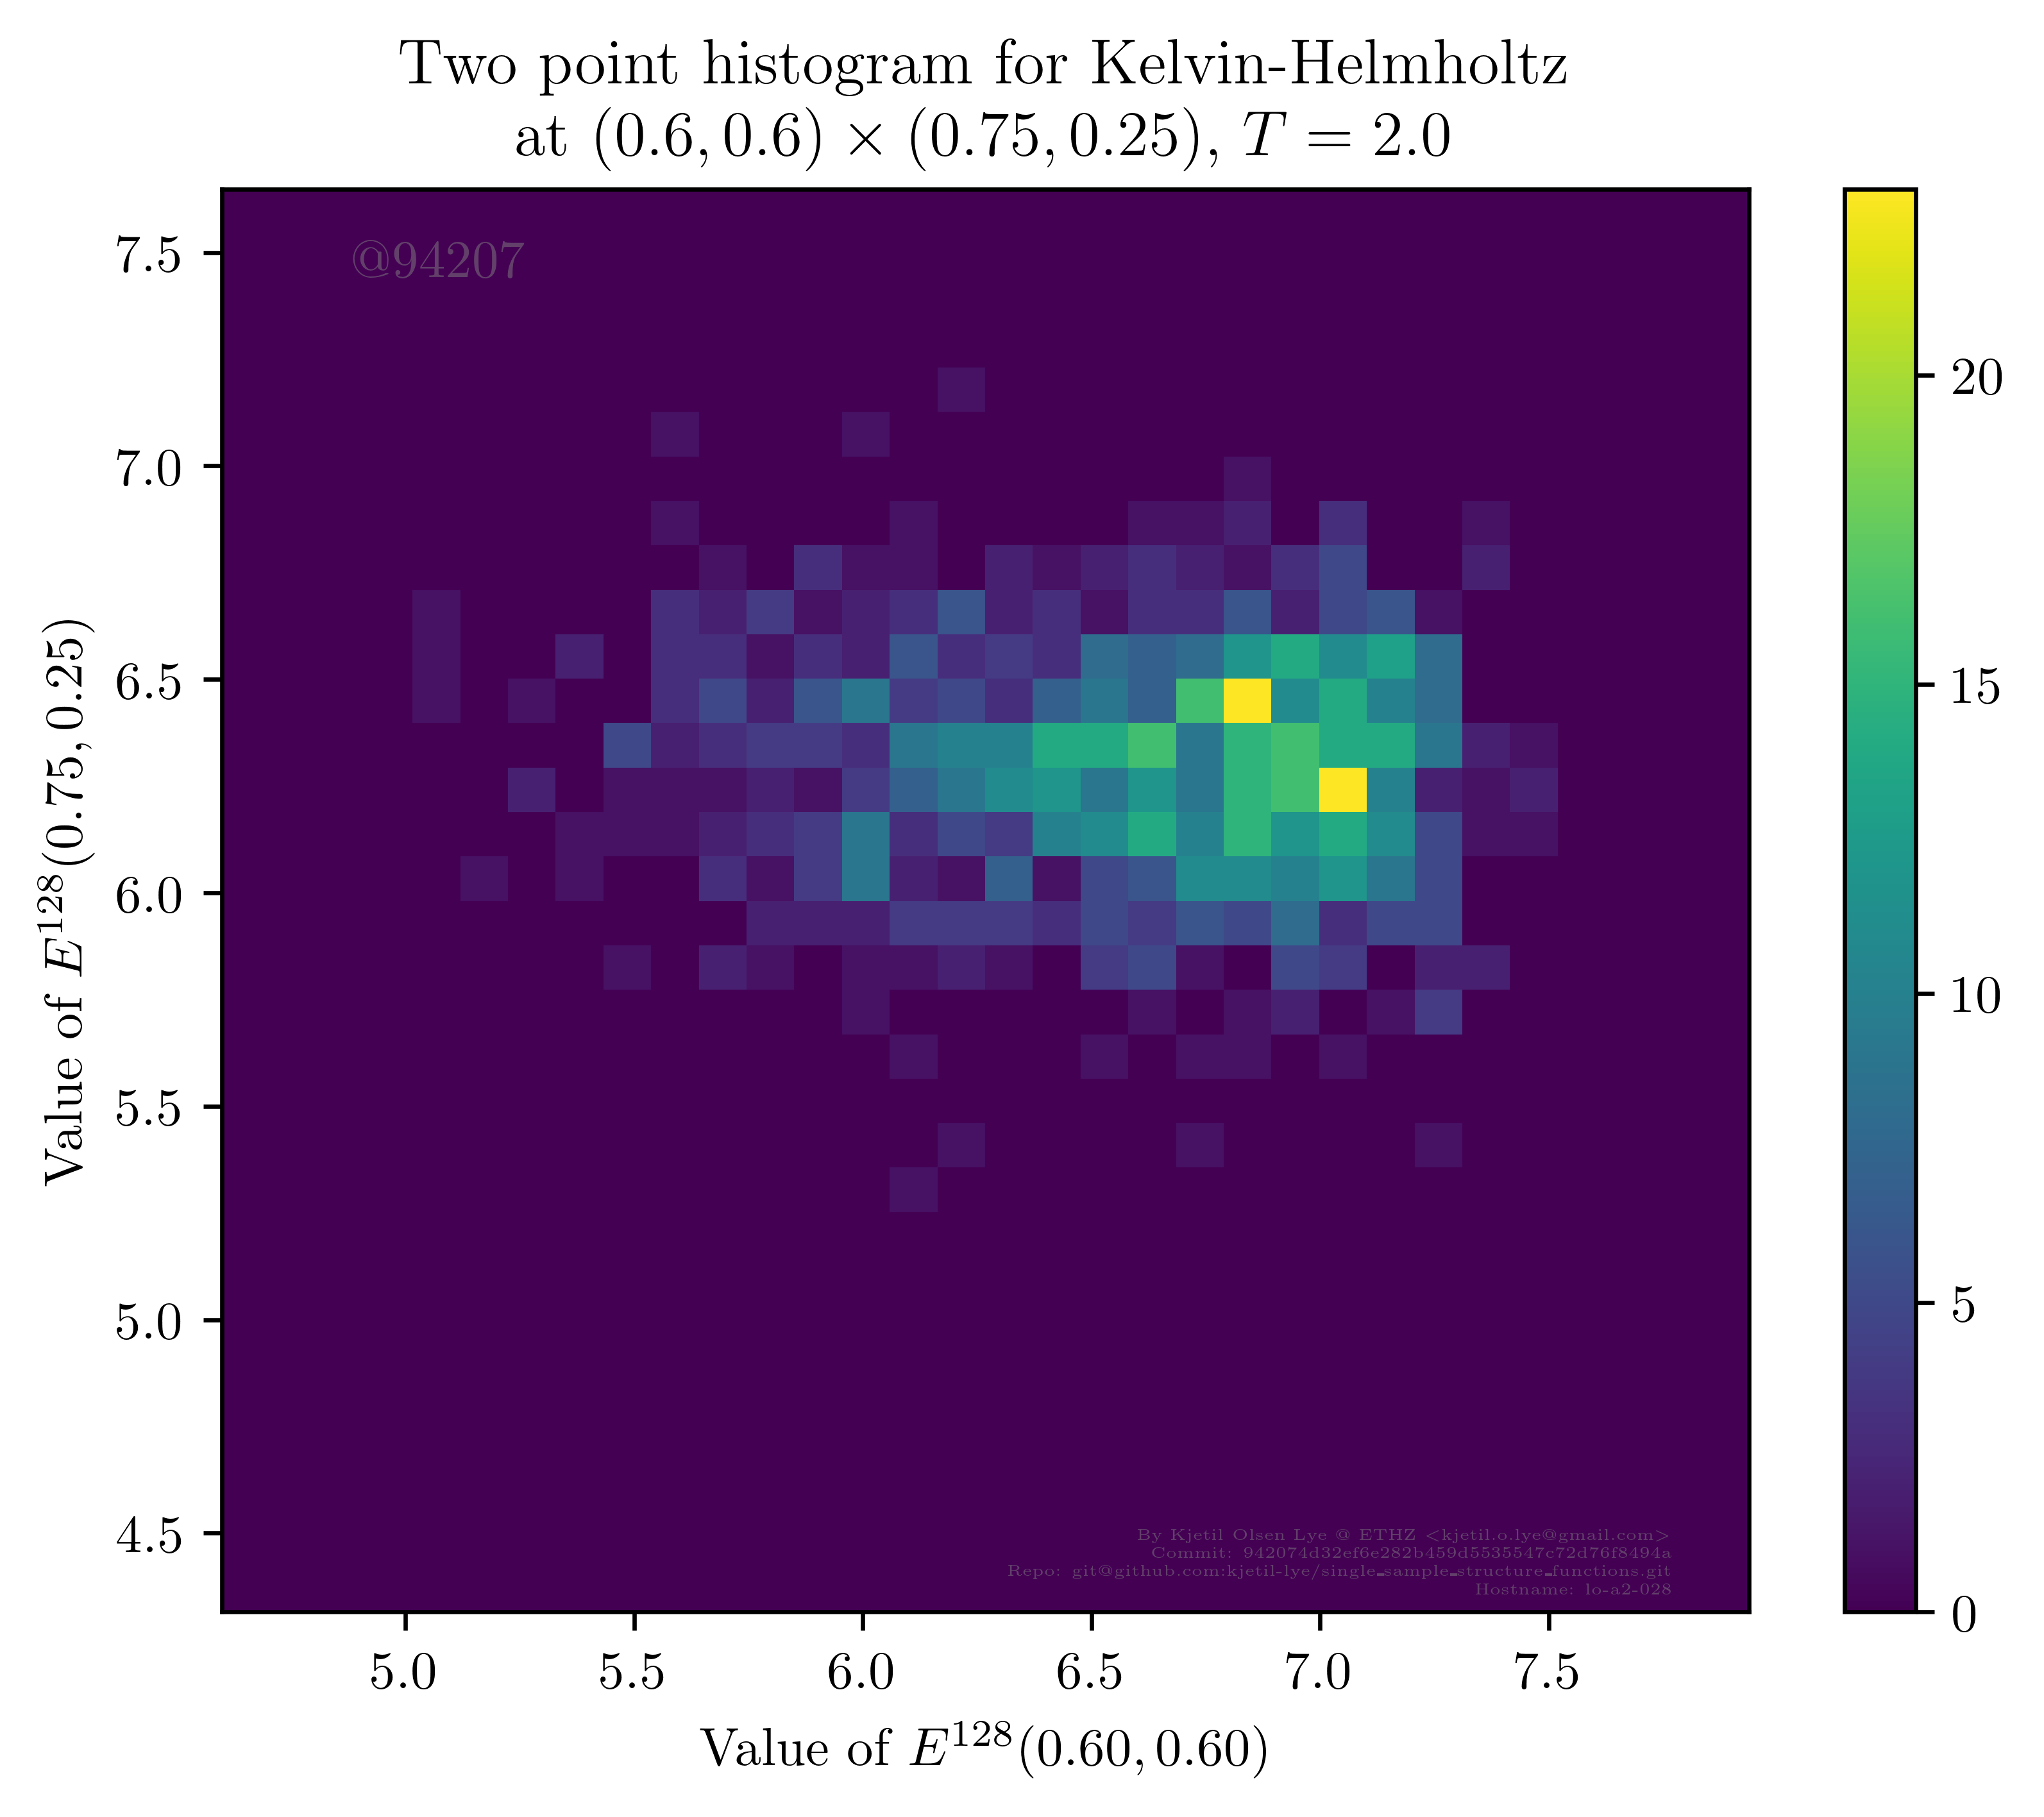 Two point histogram for Kelvin-Helmholtz
at (0.6, 0.6) × (0.75, 0.25), T = 2.0
@94207
7.5
7.0
6.5
6.0
5.5
5.0
4.5
Value of E^128(0.75, 0.25)
20
15
10
5
0
By Kjetil Olsen Lye @ ETHZ <kjetil.o.lye@gmail.com>
Commit: 942074d32ef6e282b459d5535547c72d76f8494a
Repo: git@github.com:kjetil-lye/single_sample_structure_functions.git
Hostname: lo-a2-028
5.0 5.5 6.0 6.5 7.0 7.5
Value of E^128(0.60, 0.60)